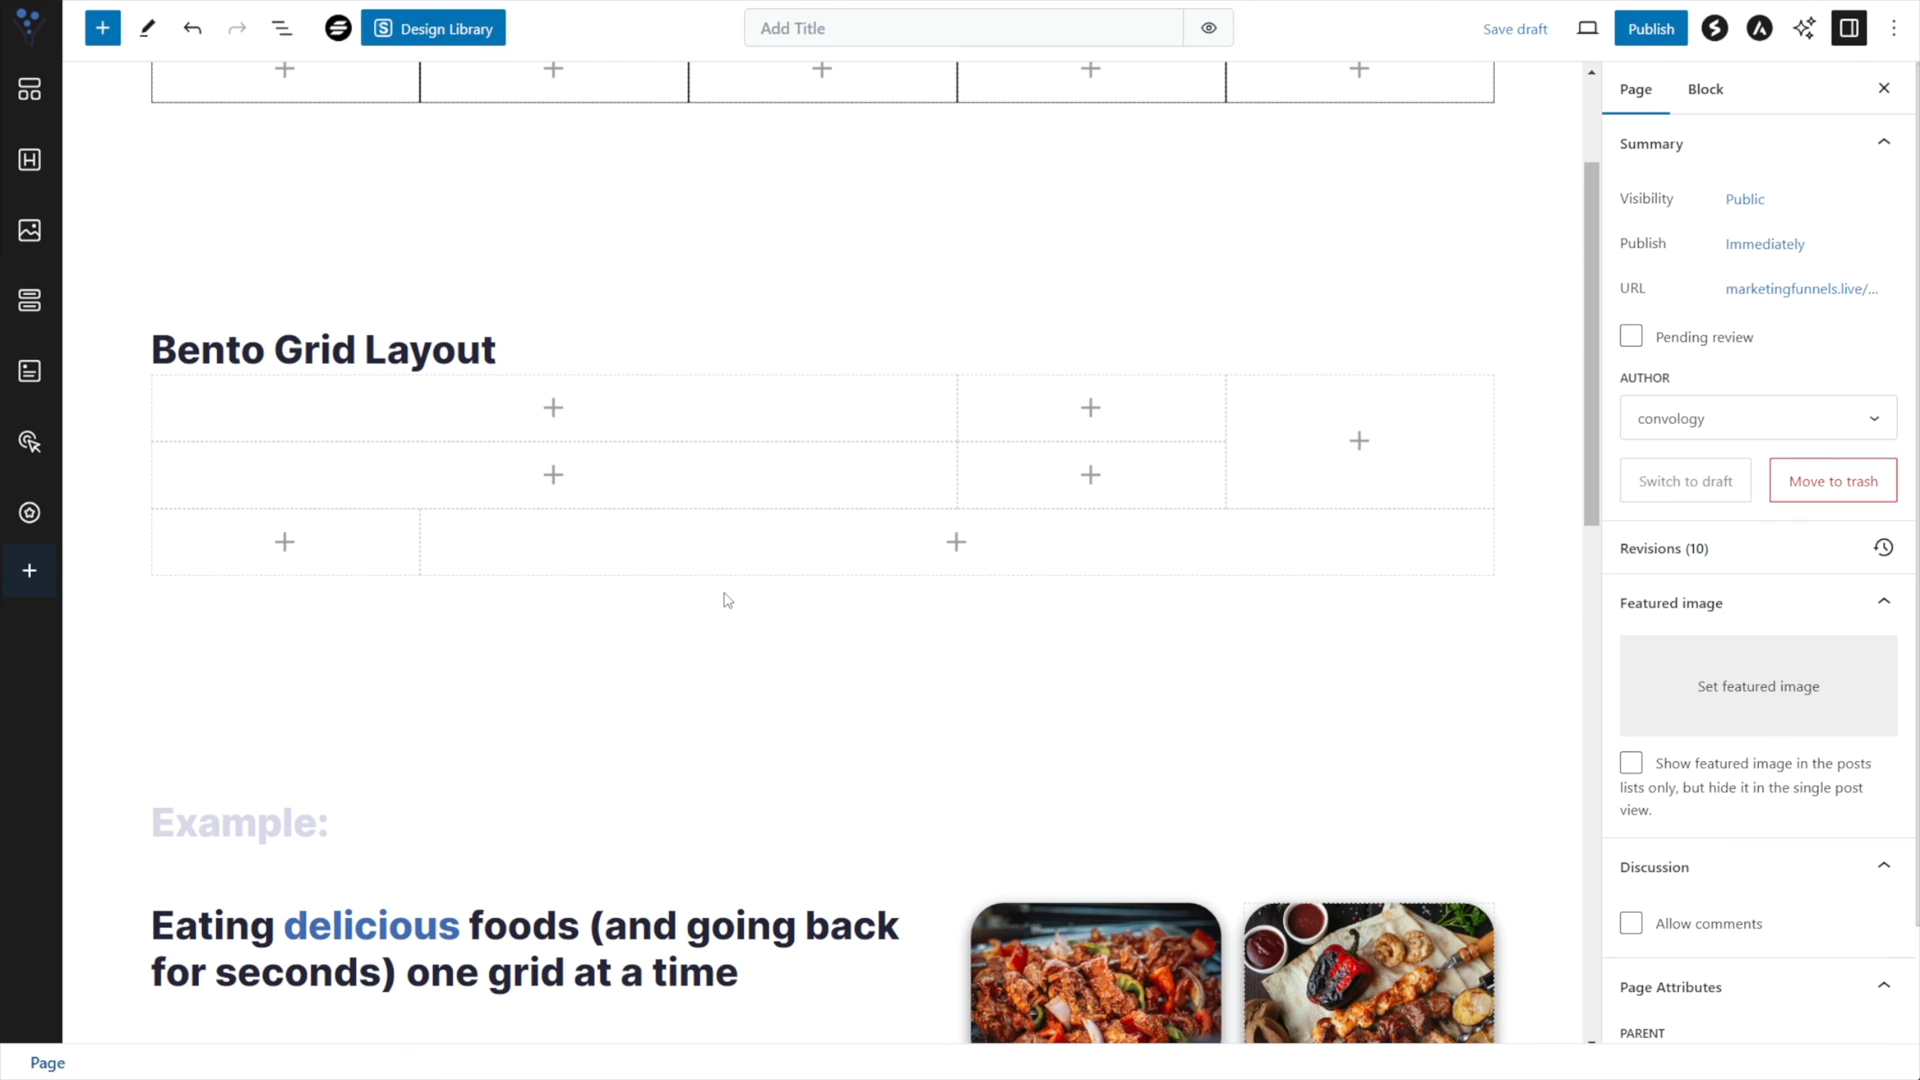 Design Library
Add Title
Save draft
Publish
Page
Block
Summary
Visibility
Public
Publish
Immediately
URL
marketingfunnels.live/...
Pending review
AUTHOR
convology
Switch to draft
Move to trash
Revisions (10)
Featured image
Set featured image
Show featured image in the posts
lists only, but hide it in the single post
view.
Discussion
Allow comments
Page Attributes
PARENT
Bento Grid Layout
Example:
Eating delicious foods (and going back
for seconds) one grid at a time
Page